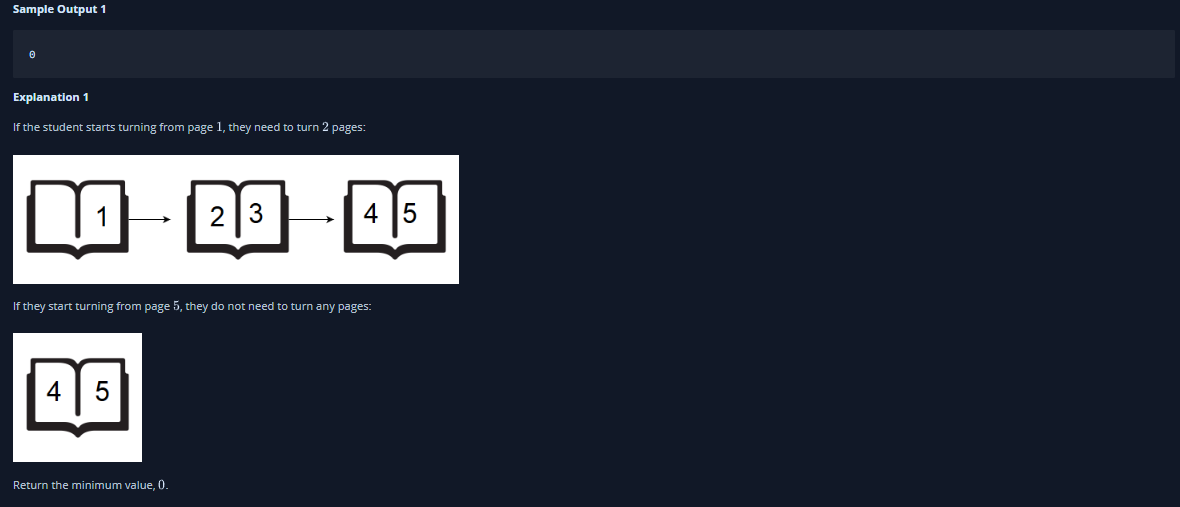 Sample Output 1
0
Explanation 1
If the student starts turning from page 1, they need to turn 2 pages:
1 2 3 4 5
If they start turning from page 5, they do not need to turn any pages:
4 5
Return the minimum value, 0.